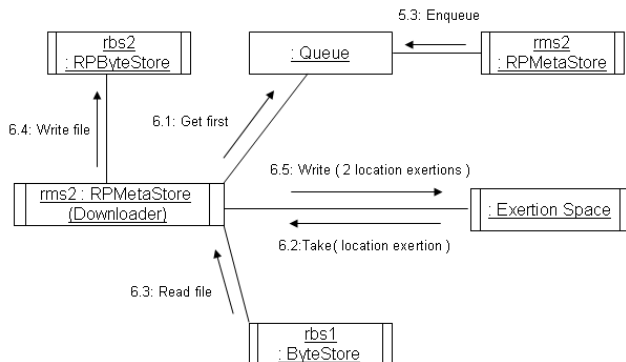 5.3: Enqueue
rbs2
: RPByteStore
: Queue
rms2
: RPMetaStore
6.4: Write file
6.1: Get first
6.5: Write ( 2 location exertions )
rms2 : RPMetaStore
(Downloader)
: Exertion Space
6.2:Take( location exertion )
6.3: Read file
rbs1
: ByteStore